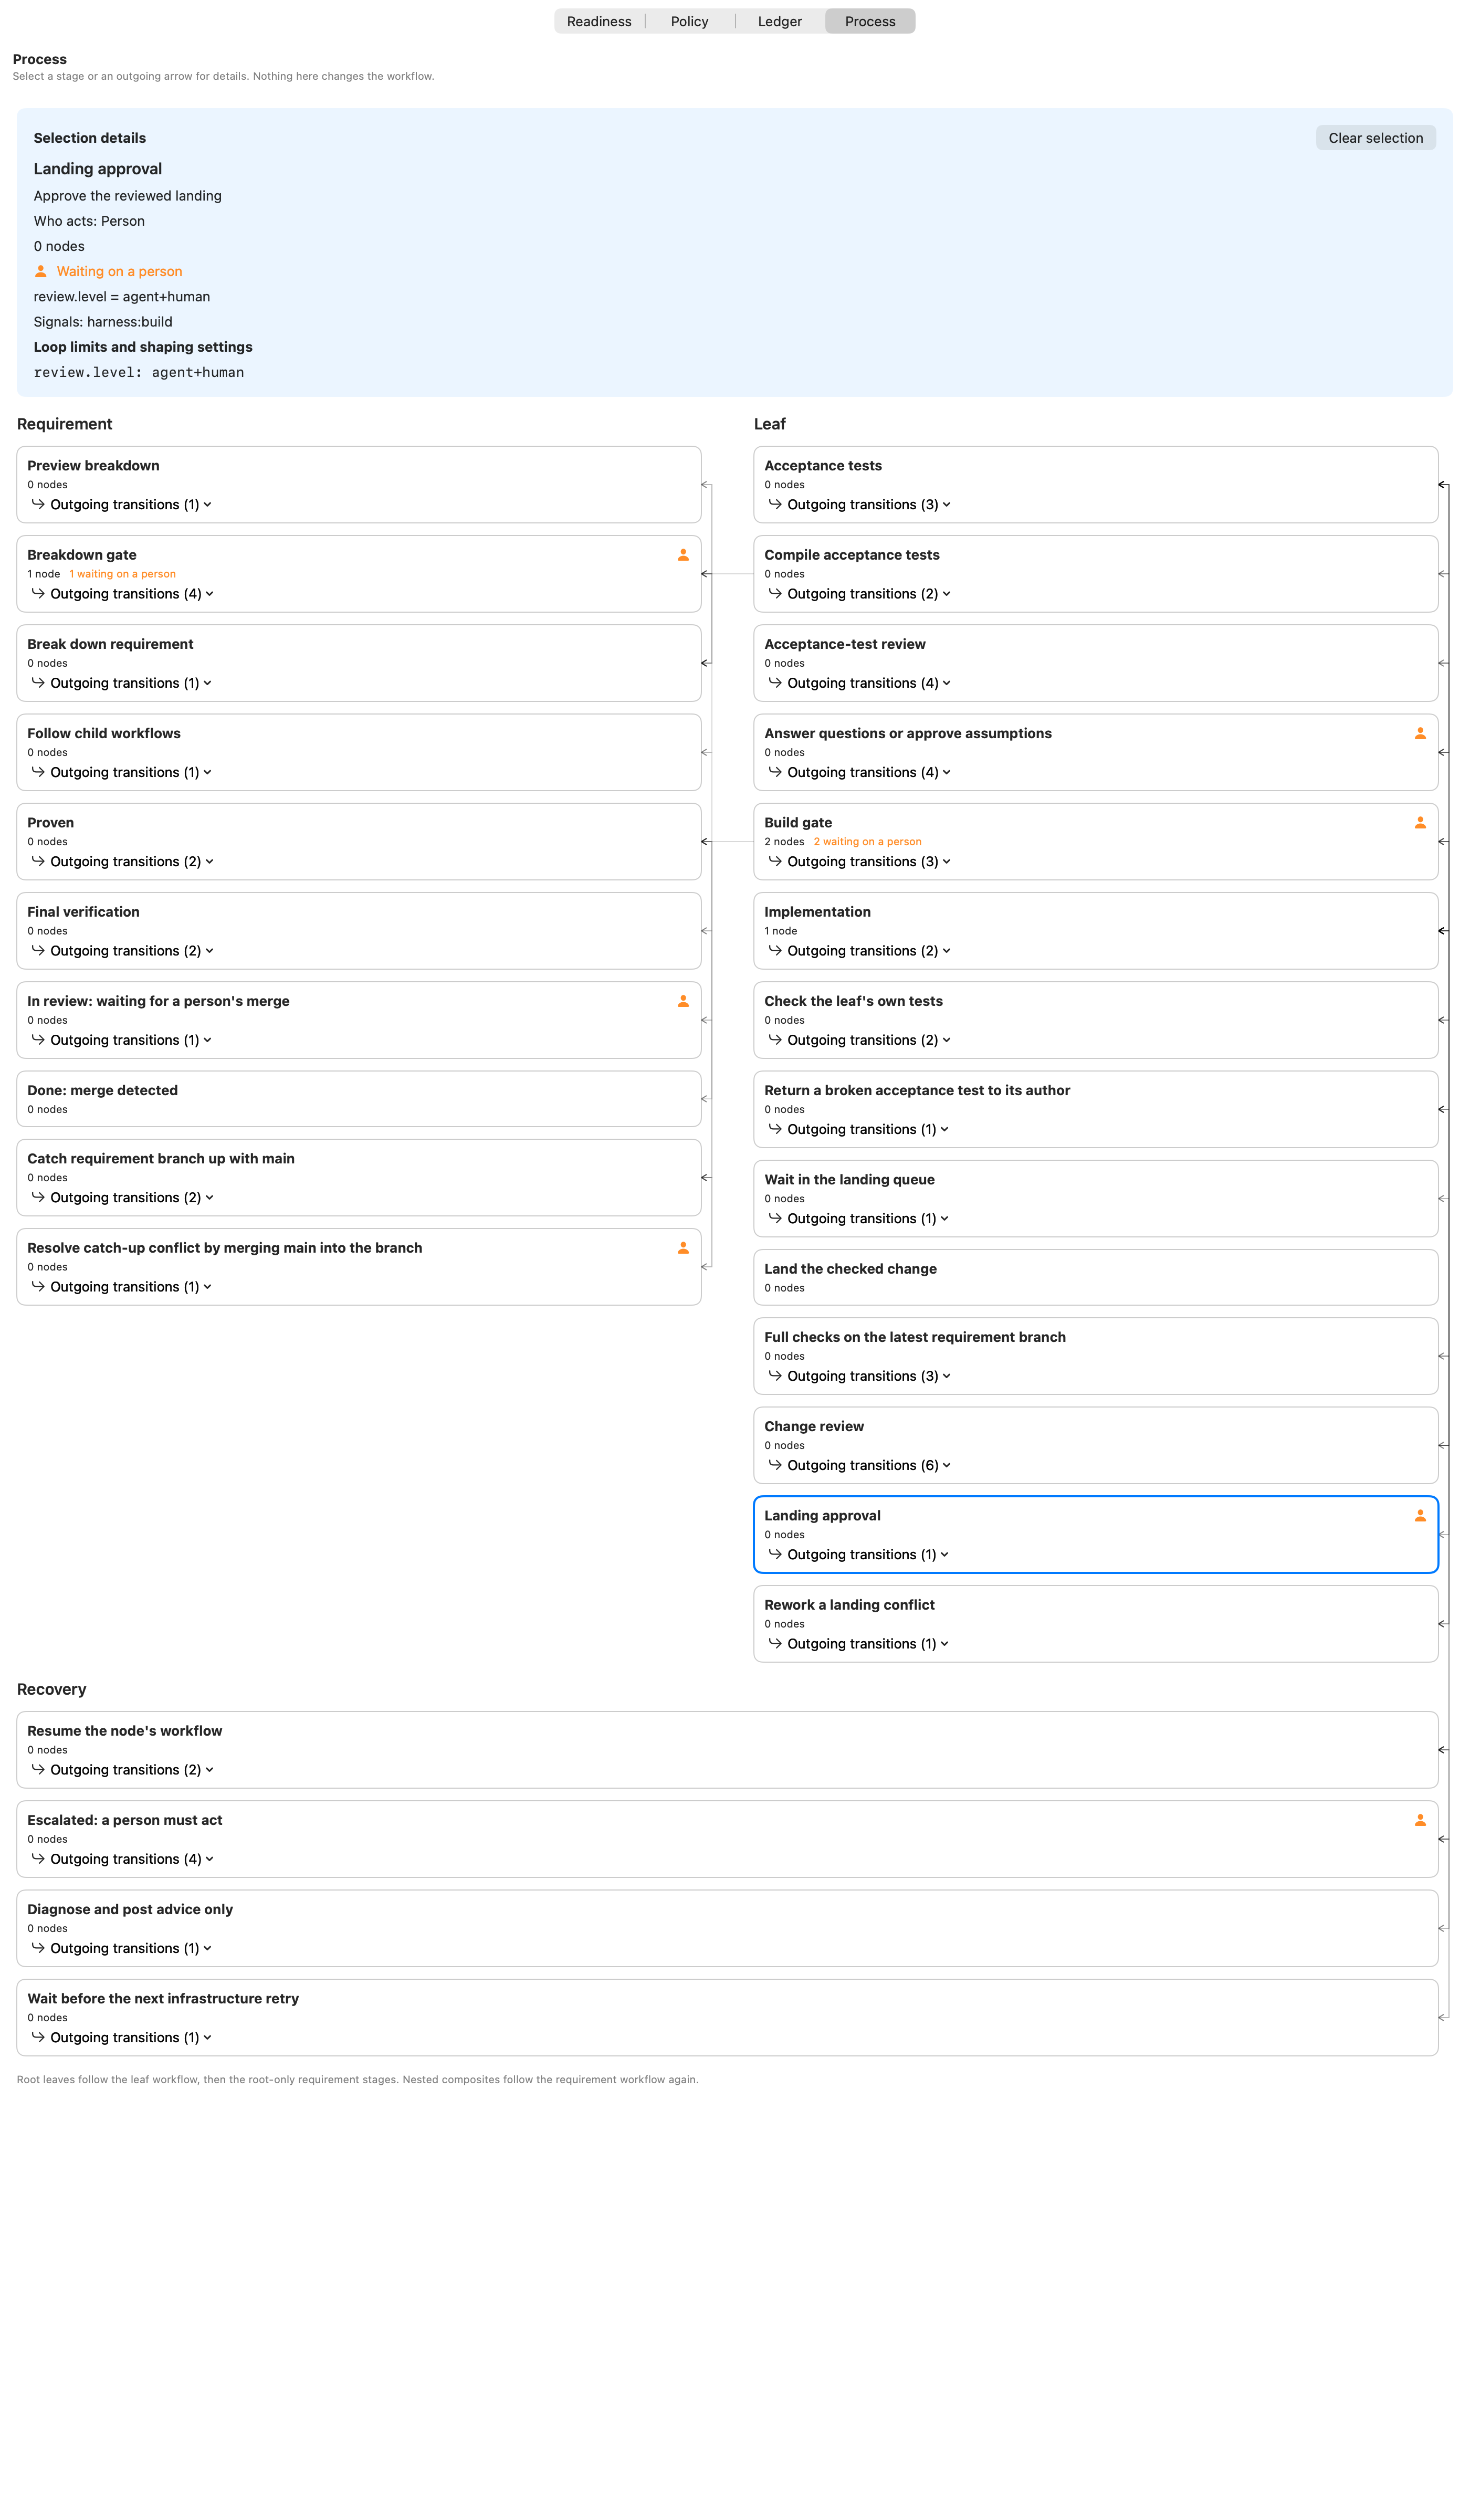 Readiness
Policy
Ledger
Process
Process
Select a stage or an outgoing arrow for details. Nothing here changes the workflow.
Selection details
Clear selection
Landing approval
Approve the reviewed landing
Who acts: Person
0 nodes
Waiting on a person
review.level = agent+human
Signals: harness:build
Loop limits and shaping settings
review.level: agent+human
Requirement
Preview breakdown
0 nodes
Outgoing transitions (1)
Breakdown gate
1 node 1 waiting on a person
Outgoing transitions (4)
Break down requirement
0 nodes
Outgoing transitions (1)
Follow child workflows
0 nodes
Outgoing transitions (1)
Proven
0 nodes
Outgoing transitions (2)
Final verification
0 nodes
Outgoing transitions (2)
In review: waiting for a person's merge
0 nodes
Outgoing transitions (1)
Done: merge detected
0 nodes
Catch requirement branch up with main
0 nodes
Outgoing transitions (2)
Resolve catch-up conflict by merging main into the branch
0 nodes
Outgoing transitions (1)
Leaf
Acceptance tests
0 nodes
Outgoing transitions (3)
Compile acceptance tests
0 nodes
Outgoing transitions (2)
Acceptance-test review
0 nodes
Outgoing transitions (4)
Answer questions or approve assumptions
0 nodes
Outgoing transitions (4)
Build gate
2 nodes 2 waiting on a person
Outgoing transitions (3)
Implementation
1 node
Outgoing transitions (2)
Check the leaf's own tests
0 nodes
Outgoing transitions (2)
Return a broken acceptance test to its author
0 nodes
Outgoing transitions (1)
Wait in the landing queue
0 nodes
Outgoing transitions (1)
Land the checked change
0 nodes
Full checks on the latest requirement branch
0 nodes
Outgoing transitions (3)
Change review
0 nodes
Outgoing transitions (6)
Landing approval
0 nodes
Outgoing transitions (1)
Rework a landing conflict
0 nodes
Outgoing transitions (1)
Recovery
Resume the node's workflow
0 nodes
Outgoing transitions (2)
Escalated: a person must act
0 nodes
Outgoing transitions (4)
Diagnose and post advice only
0 nodes
Outgoing transitions (1)
Wait before the next infrastructure retry
0 nodes
Outgoing transitions (1)
Root leaves follow the leaf workflow, then the root-only requirement stages. Nested composites follow the requirement workflow again.